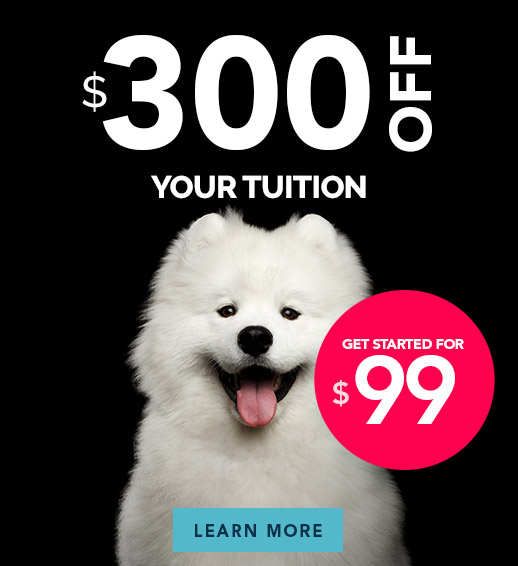 $300 OFF
YOUR TUITION
GET STARTED FOR
$99
LEARN MORE